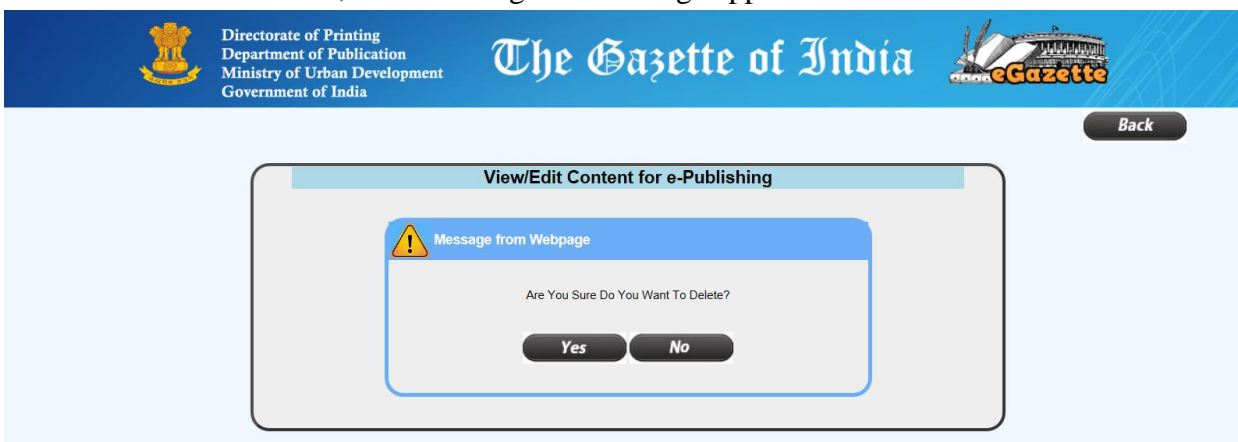 Directorate of Printing
Department of Publication
Ministry of Urban Development
Government of India
The Gazette of India
eGazette
Back
View/Edit Content for e-Publishing
Message from Webpage
Are You Sure Do You Want To Delete?
Yes No